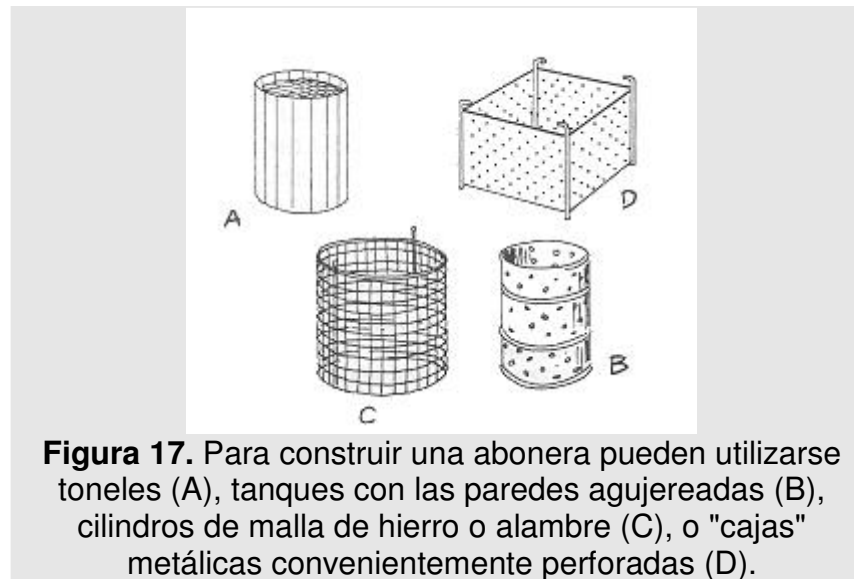 A
D
C
B
Figura 17. Para construir una abonera pueden utilizarse
toneles (A), tanques con las paredes agujereadas (B),
cilindros de malla de hierro o alambre (C), o "cajas"
metálicas convenientemente perforadas (D).